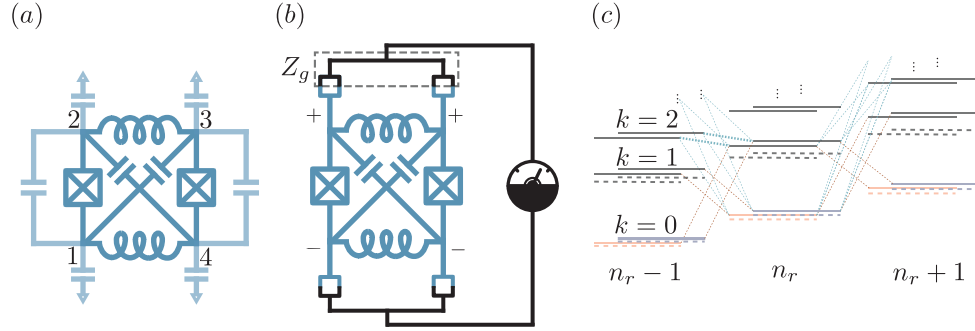 (a)
2 3
1 4
(b)
Z_g
+ +
− −
(c)
k = 2
k = 1
k = 0
n_r − 1 n_r n_r + 1